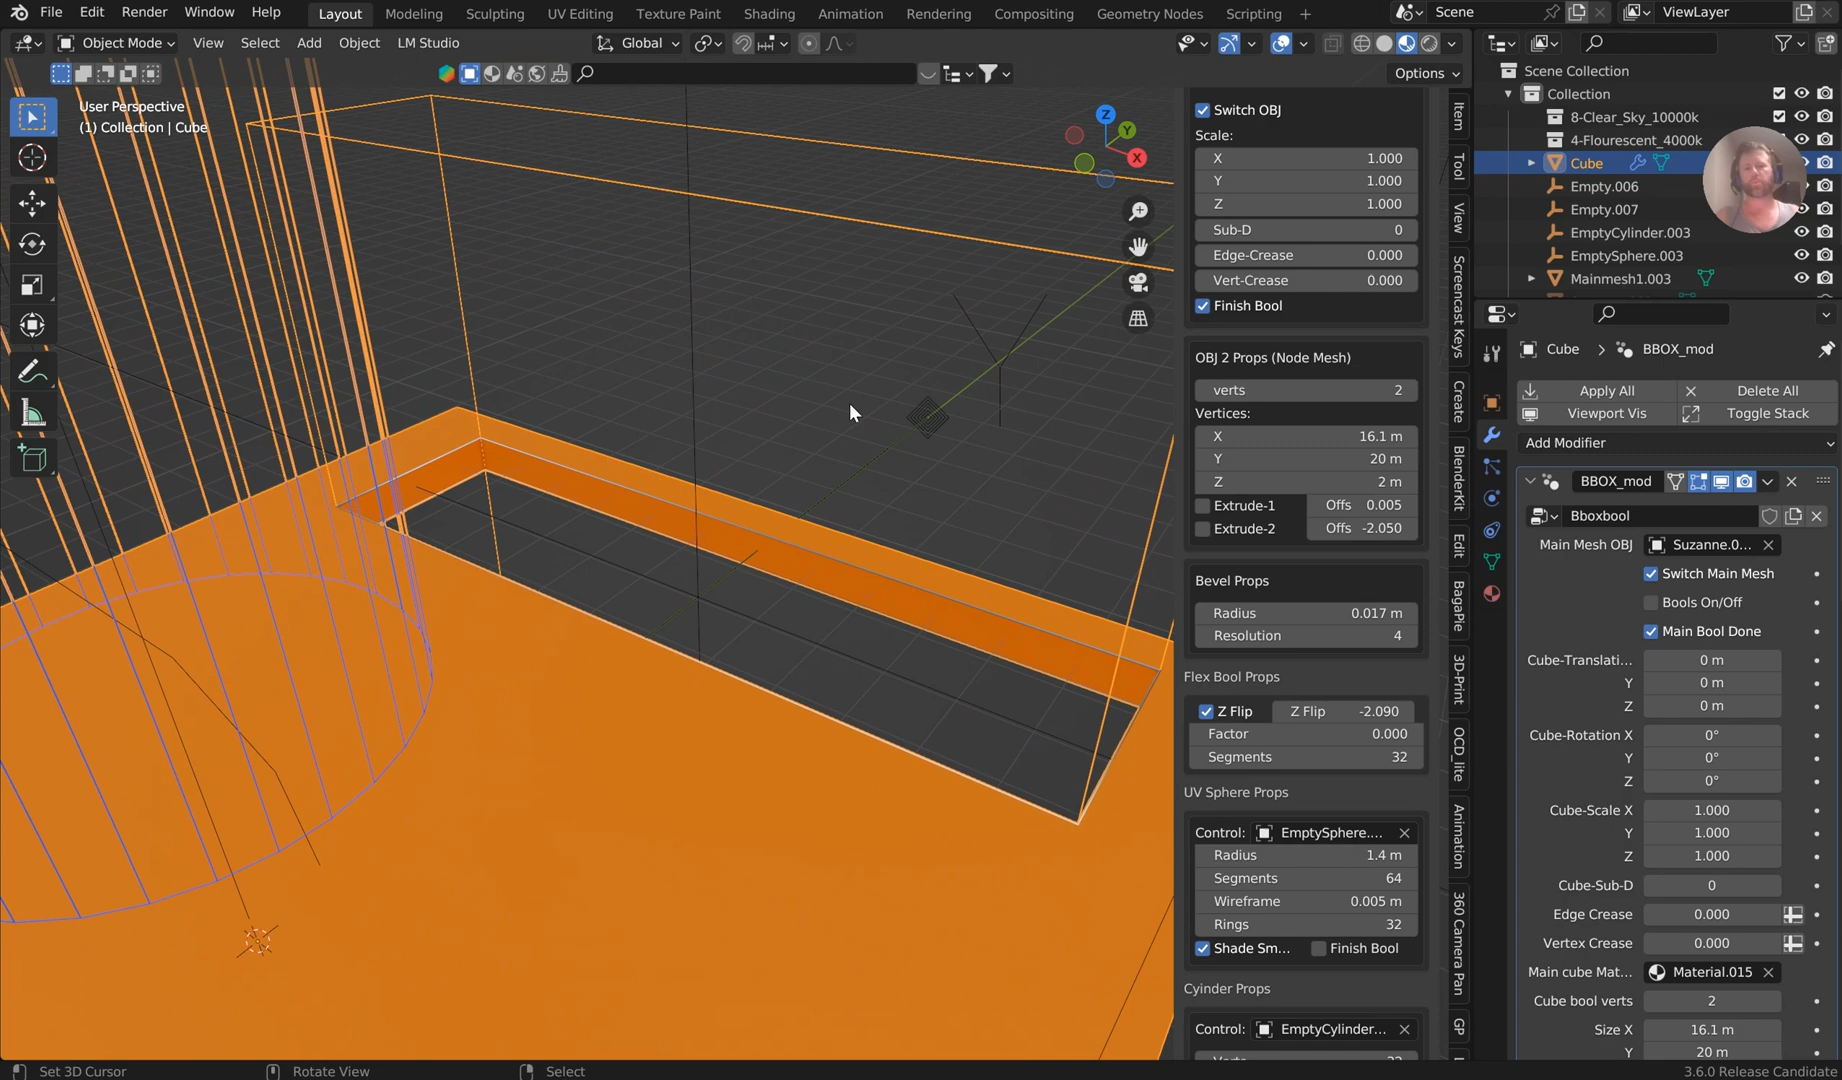 File Edit Render Window Help
Layout Modeling Sculpting UV Editing Texture Paint Shading Animation Rendering Compositing Geometry Nodes Scripting +
Scene
ViewLayer
Object Mode View Select Add Object LM Studio
Global
Options
User Perspective
(1) Collection | Cube
Z
Y
X
Switch OBJ
Scale:
X 1.000
Y 1.000
Z 1.000
Sub-D 0
Edge-Crease 0.000
Vert-Crease 0.000
Finish Bool
OBJ 2 Props (Node Mesh)
verts 2
Vertices:
X 16.1 m
Y 20 m
Z 2 m
Extrude-1 Offs 0.005
Extrude-2 Offs -2.050
Bevel Props
Radius 0.017 m
Resolution 4
Flex Bool Props
Z Flip Z Flip -2.090
Factor 0.000
Segments 32
UV Sphere Props
Control: EmptySphere....
Radius 1.4 m
Segments 64
Wireframe 0.005 m
Rings 32
Shade Sm... Finish Bool
Cyinder Props
Control: EmptyCylinder...
Item
Tool
View
Screencast Keys
Create
BlenderKit
Edit
BagaPie
3D-Print
OCD_lite
Animation
360 Camera Pan
GP
Scene Collection
Collection
8-Clear_Sky_10000k
4-Flourescent_4000k
Cube
Empty.006
Empty.007
EmptyCylinder.003
EmptySphere.003
Mainmesh1.003
Cube > BBOX_mod
Apply All Delete All
Viewport Vis Toggle Stack
Add Modifier
BBOX_mod
Bboxbool
Main Mesh OBJ Suzanne.0...
Switch Main Mesh
Bools On/Off
Main Bool Done
Cube-Translati... 0 m
Y 0 m
Z 0 m
Cube-Rotation X 0°
Y 0°
Z 0°
Cube-Scale X 1.000
Y 1.000
Z 1.000
Cube-Sub-D 0
Edge Crease 0.000
Vertex Crease 0.000
Main cube Mat... Material.015
Cube bool verts 2
Size X 16.1 m
Y 20 m
Set 3D Cursor Rotate View Select
3.6.0 Release Candidate